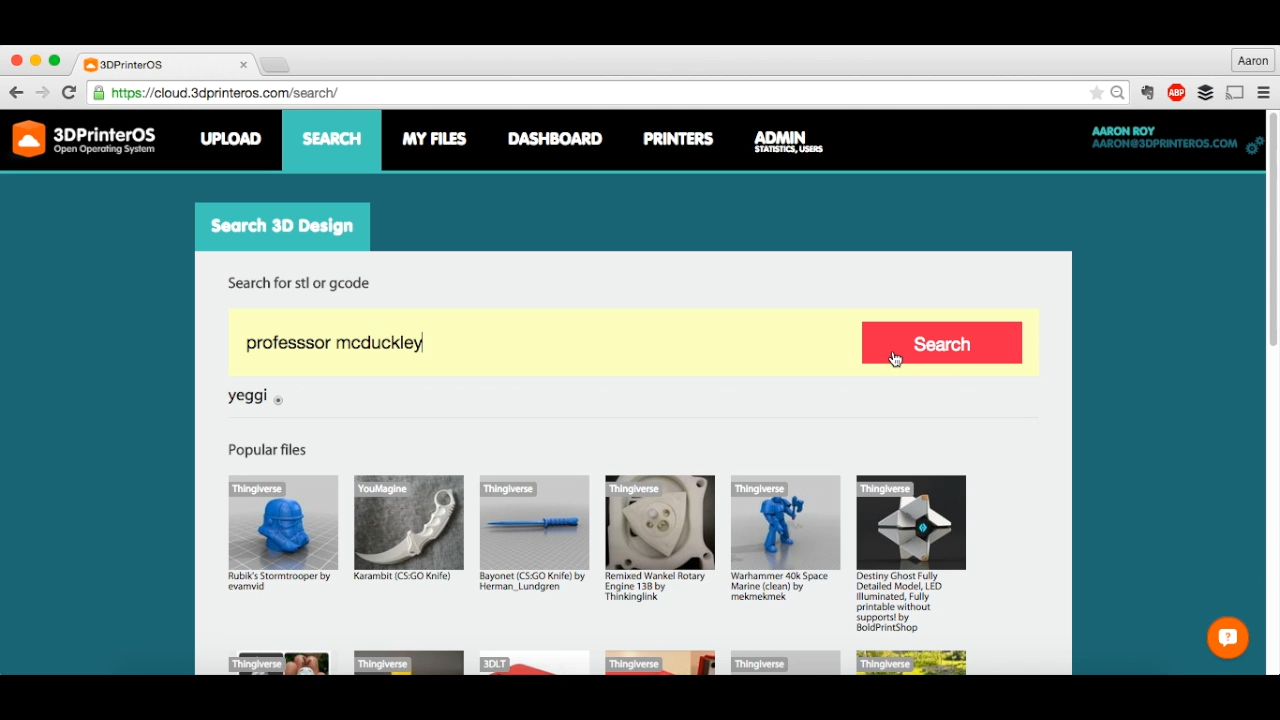 3DPrinterOS
Aaron
https://cloud.3dprinteros.com/search/
ABP
3DPrinterOS
Open Operating System
UPLOAD
SEARCH
MY FILES
DASHBOARD
PRINTERS
ADMIN
STATISTICS, USERS
AARON ROY
AARON@3DPRINTEROS.COM
Search 3D Design
Search for stl or gcode
professsor mcduckley
Search
yeggi
Popular files
Thingiverse
YouMagine
Thingiverse
Thingiverse
Thingiverse
Thingiverse
Rubik's Stormtrooper by
evamvid
Karambit (CS:GO Knife)
Bayonet (CS:GO Knife) by
Herman_Lundgren
Remixed Wankel Rotary
Engine 13B by
Thinkinglink
Warhammer 40k Space
Marine (clean) by
mekmekmek
Destiny Ghost Fully
Detailed Model, LED
Illuminated, Fully
printable without
supports! by
BoldPrintShop
?
Thingiverse
Thingiverse
3DLT
Thingiverse
Thingiverse
Thingiverse